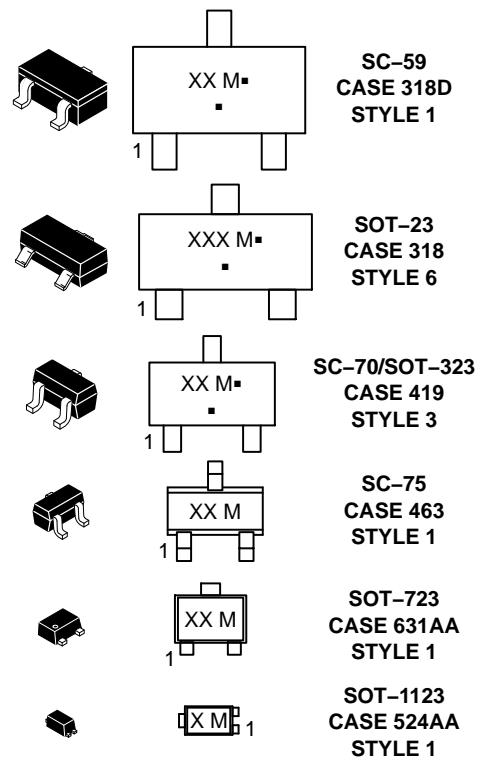 XX M▪
▪
1
SC–59
CASE 318D
STYLE 1
XXX M▪
▪
1
SOT–23
CASE 318
STYLE 6
XX M▪
▪
1
SC–70/SOT–323
CASE 419
STYLE 3
XX M
1
SC–75
CASE 463
STYLE 1
XX M
1
SOT–723
CASE 631AA
STYLE 1
X M
1
SOT–1123
CASE 524AA
STYLE 1